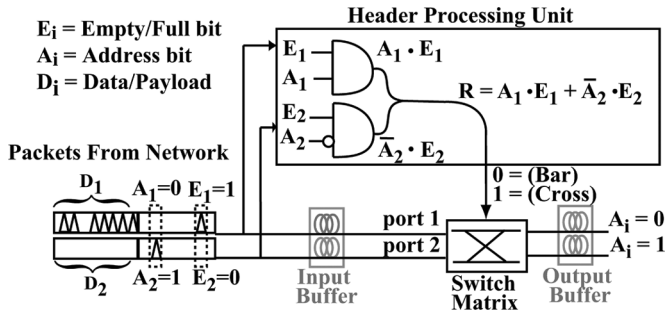 Header Processing Unit
Eᵢ = Empty/Full bit
Aᵢ = Address bit
Dᵢ = Data/Payload
E₁
A₁
A₁ · E₁
E₂
A₂
A̅₂ · E₂
R = A₁ · E₁ + A̅₂ · E₂
Packets From Network
D₁
A₁=0
E₁=1
D₂
A₂=1
E₂=0
0 = (Bar)
1 = (Cross)
port 1
port 2
Input
Buffer
Switch
Matrix
Output
Buffer
Aᵢ = 0
Aᵢ = 1